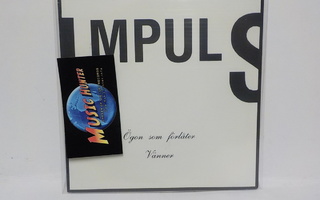 IMPULS
MUSIC HUNTER
Ögon som förlåter
Vänner